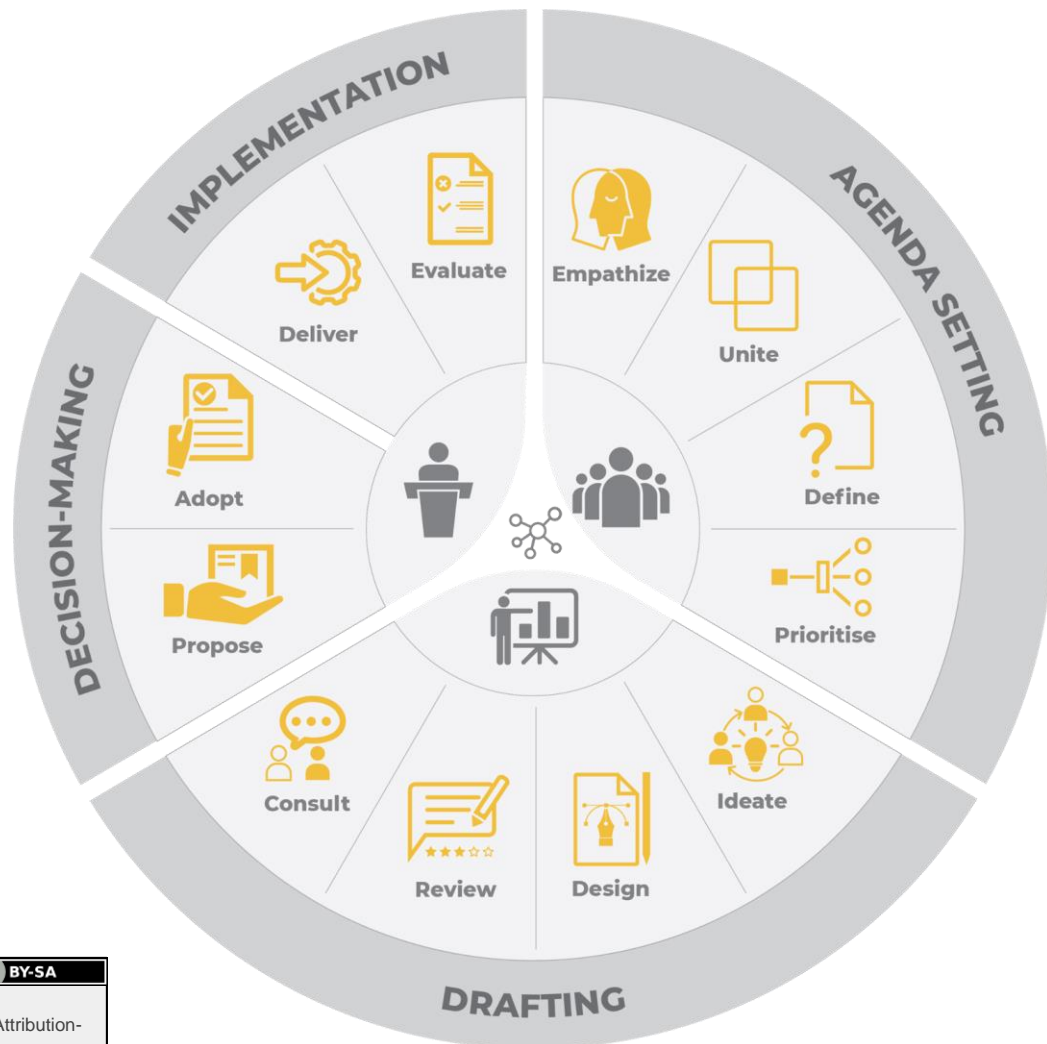 IMPLEMENTATION
AGENDA SETTING
Evaluate
Empathize
Deliver
Unite
Adopt
Define
DECISION-MAKING
Propose
Prioritise
Consult
Ideate
Review
Design
DRAFTING
BY-SA
Attribution-